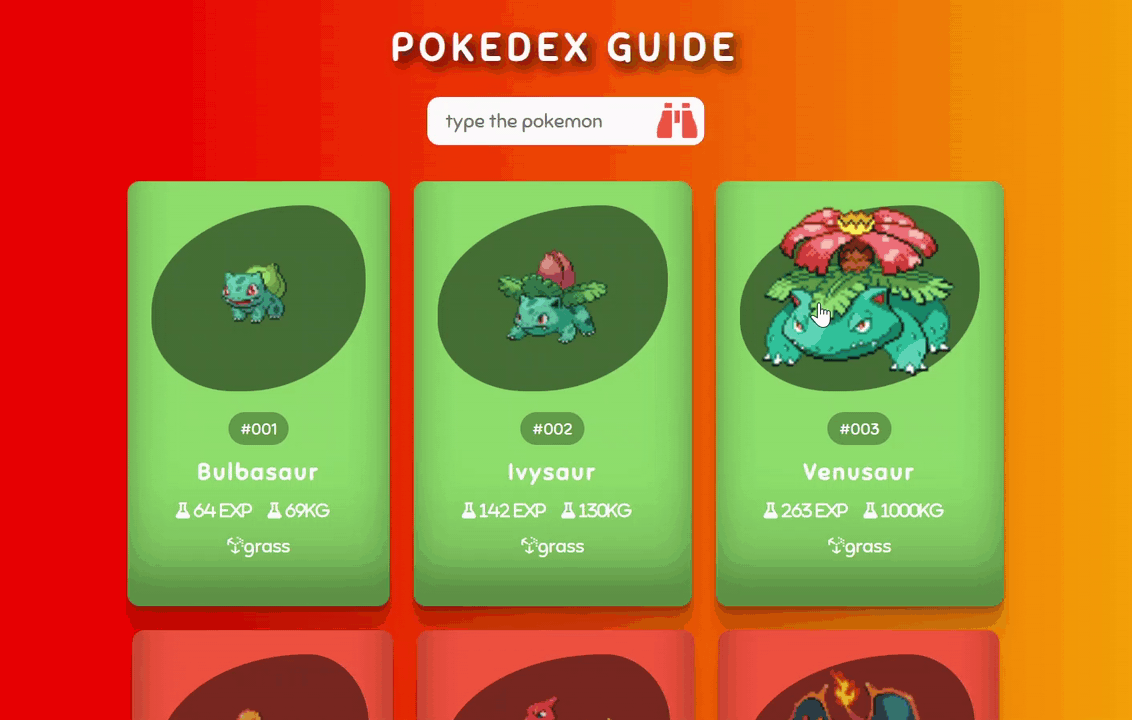 POKEDEX GUIDE
type the pokemon
#001
Bulbasaur
64 EXP 69KG
grass
#002
Ivysaur
142 EXP 130KG
grass
#003
Venusaur
263 EXP 1000KG
grass